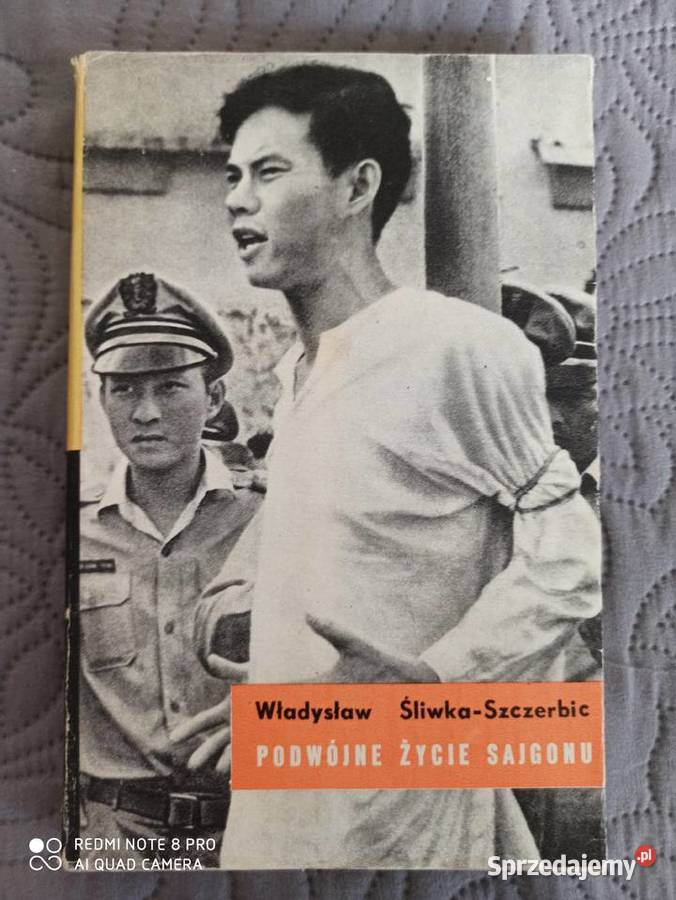 Władysław Śliwka-Szczerbic
PODWÓJNE ŻYCIE SAJGONU
REDMI NOTE 8 PRO
AI QUAD CAMERA
Sprzedajemy.pl